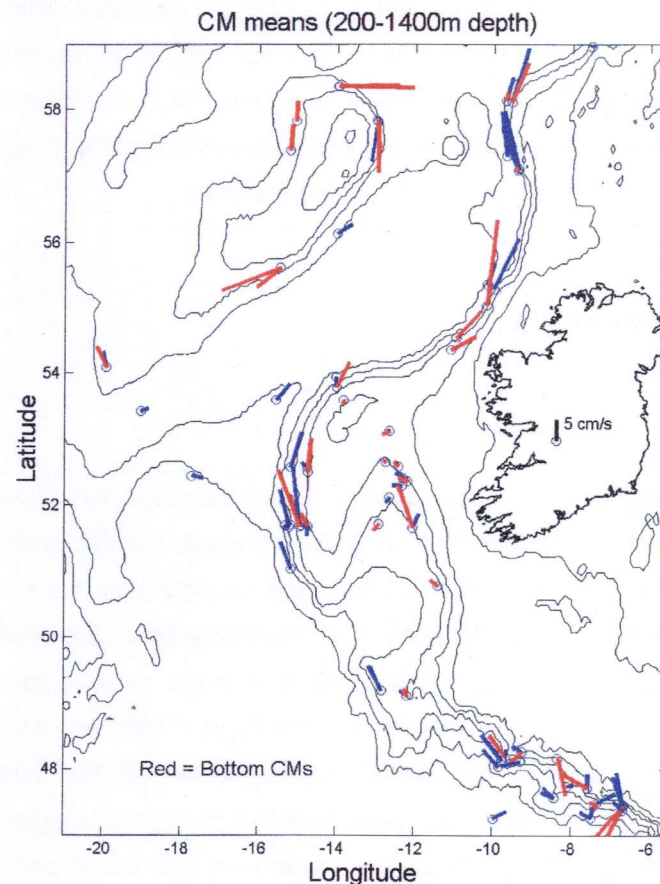 CM means (200-1400m depth)
58
56
54
52
50
48
Latitude
5 cm/s
Red = Bottom CMs
-20
-18
-16
-14
-12
-10
-8
-6
Longitude